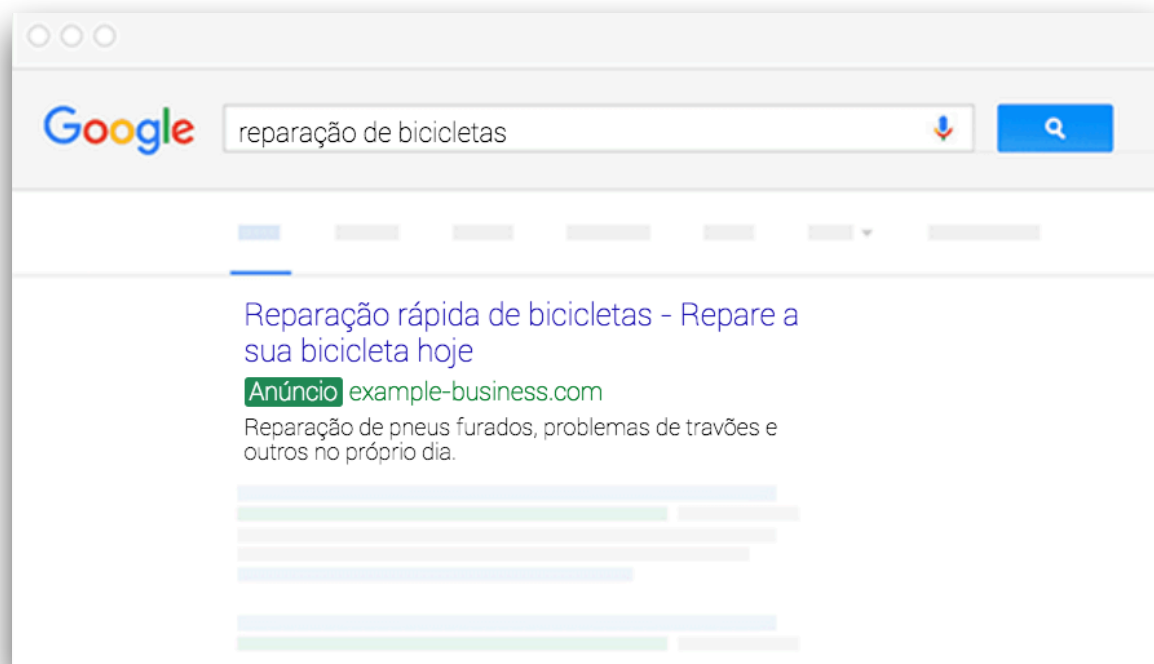 Google
reparação de bicicletas
Reparação rápida de bicicletas - Repare a
sua bicicleta hoje
Anúncio example-business.com
Reparação de pneus furados, problemas de travões e
outros no próprio dia.